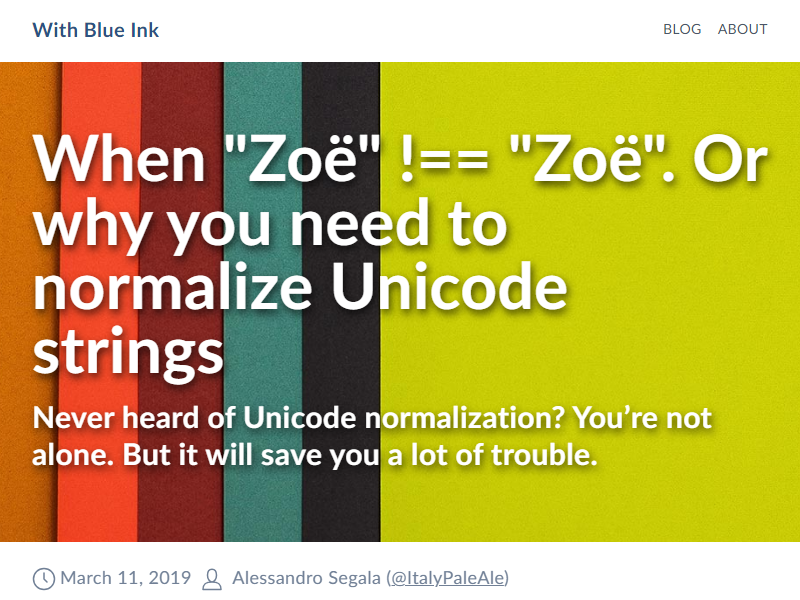 With Blue Ink
BLOG ABOUT
When "Zoë" !== "Zoë". Or
why you need to
normalize Unicode
strings
Never heard of Unicode normalization? You’re not
alone. But it will save you a lot of trouble.
March 11, 2019 Alessandro Segala (@ItalyPaleAle)